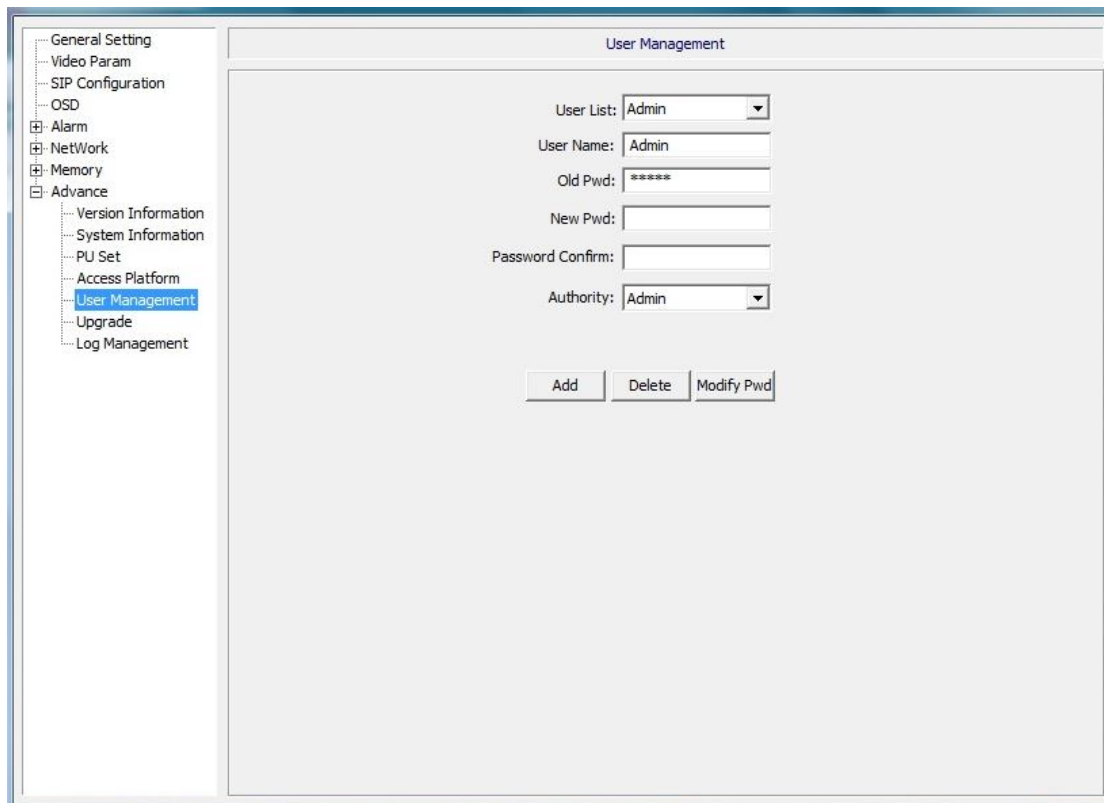 General Setting
Video Param
SIP Configuration
OSD
Alarm
NetWork
Memory
Advance
Version Information
System Information
PU Set
Access Platform
User Management
Upgrade
Log Management
User Management
User List: Admin
User Name: Admin
Old Pwd: *****
New Pwd:
Password Confirm:
Authority: Admin
Add Delete Modify Pwd